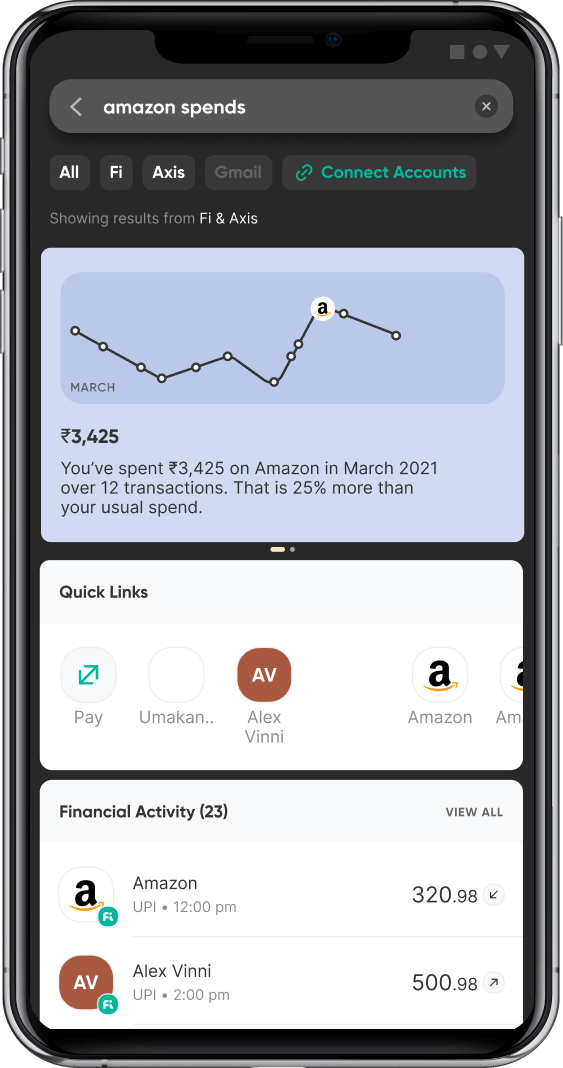 amazon spends
All
Fi
Axis
Gmail
Connect Accounts
Showing results from Fi & Axis
a
MARCH
₹3,425
You’ve spent ₹3,425 on Amazon in March 2021
over 12 transactions. That is 25% more than
your usual spend.
Quick Links
AV
a
Pay
Umakan..
Alex
Vinni
Amazon
Am
Financial Activity (23)
VIEW ALL
a
Fi
Amazon
UPI • 12:00 pm
320.98
AV
Fi
Alex Vinni
UPI • 2:00 pm
500.98